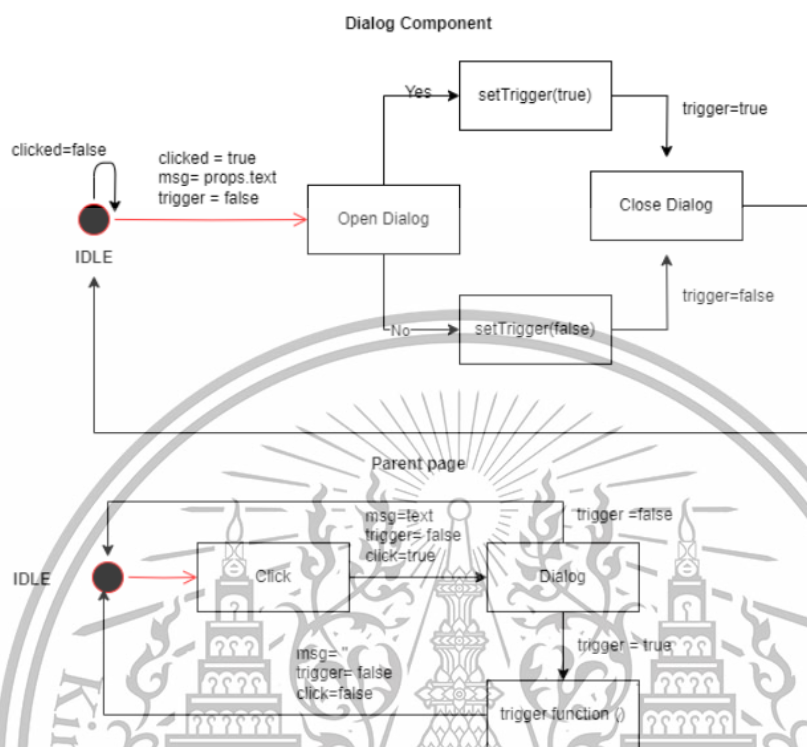 Dialog Component
Yes
setTrigger(true)
trigger=true
clicked=false
clicked = true
msg= props.text
trigger = false
Open Dialog
Close Dialog
IDLE
trigger=false
No
setTrigger(false)
Parent page
msg=text
trigger= false
click=true
trigger =false
IDLE
Click
Dialog
trigger = true
msg= ''
trigger= false
click=false
trigger function ()